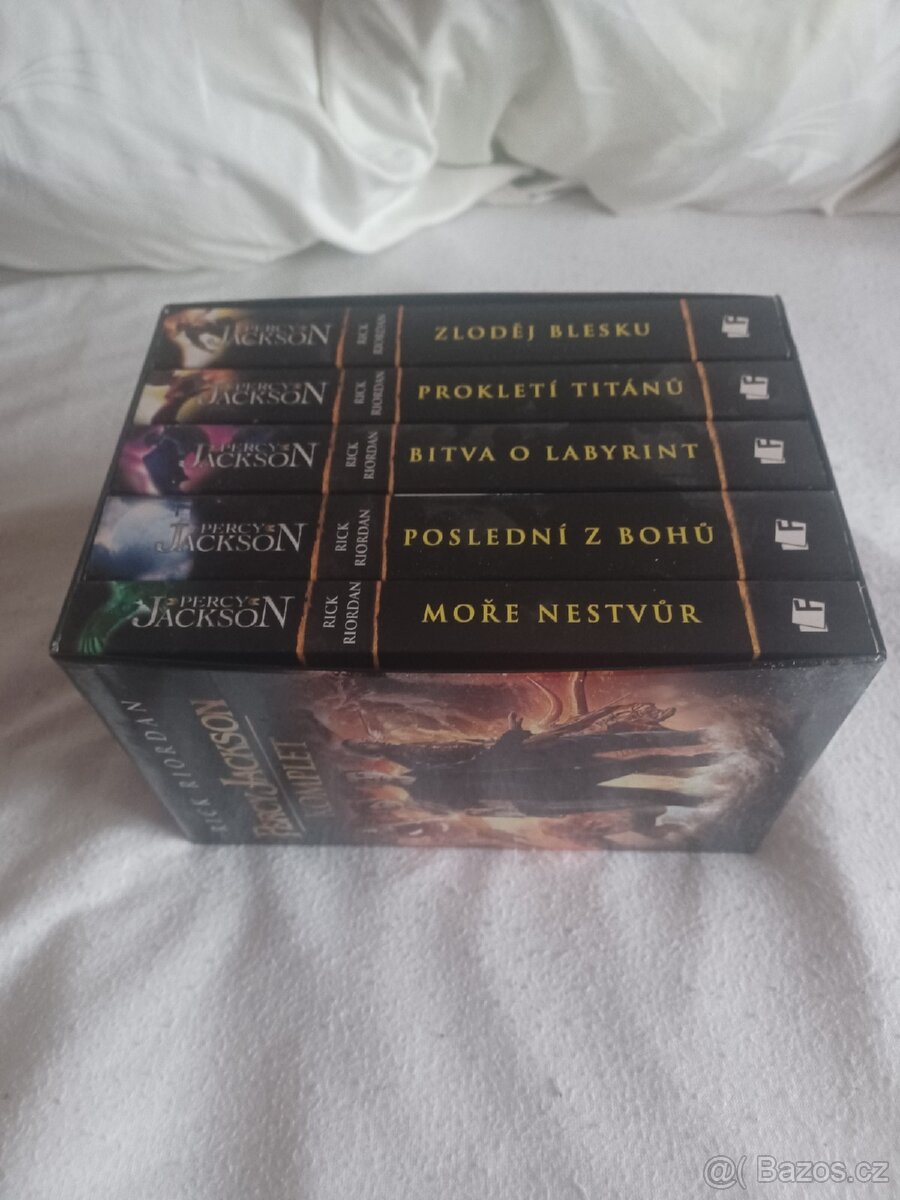 PERCY JACKSON RICK RIORDAN ZLODĚJ BLESKU
PERCY JACKSON RICK RIORDAN PROKLETÍ TITÁNŮ
PERCY JACKSON RICK RIORDAN BITVA O LABYRINT
PERCY JACKSON RICK RIORDAN POSLEDNÍ Z BOHŮ
PERCY JACKSON RICK RIORDAN MOŘE NESTVŮR
RICK RIORDAN
PERCY JACKSON
KOMPLET
@( Bazos.cz